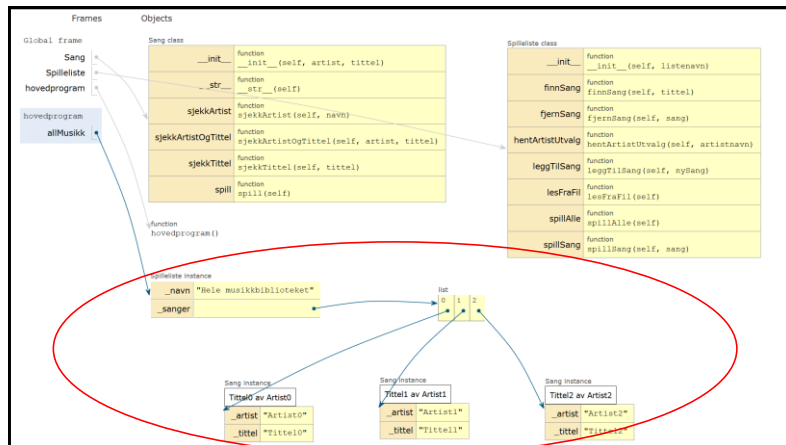 Frames Objects
Global frame
Sang
Spilleliste
hovedprogram
hovedprogram
allMusikk
Sang class
__init__ function
__init__(self, artist, tittel)
__str__ function
__str__(self)
sjekkArtist function
sjekkArtist(self, navn)
sjekkArtistOgTittel function
sjekkArtistOgTittel(self, artist, tittel)
sjekkTittel function
sjekkTittel(self, tittel)
spill function
spill(self)
function
hovedprogram()
Spilleliste class
__init__ function
__init__(self, listenavn)
finnSang function
finnSang(self, tittel)
fjernSang function
fjernSang(self, sang)
hentArtistUtvalg function
hentArtistUtvalg(self, artistnavn)
leggTilSang function
leggTilSang(self, nySang)
lesFraFil function
lesFraFil(self)
spillAlle function
spillAlle(self)
spillSang function
spillSang(self, sang)
Spilleliste instance
_navn "Hele musikkbiblioteket"
_sanger
list
0 1 2
Sang instance
Tittel0 av Artist0
_artist "Artist0"
_tittel "Tittel0"
Sang instance
Tittel1 av Artist1
_artist "Artist1"
_tittel "Tittel1"
Sang instance
Tittel2 av Artist2
_artist "Artist2"
_tittel "Tittel2"